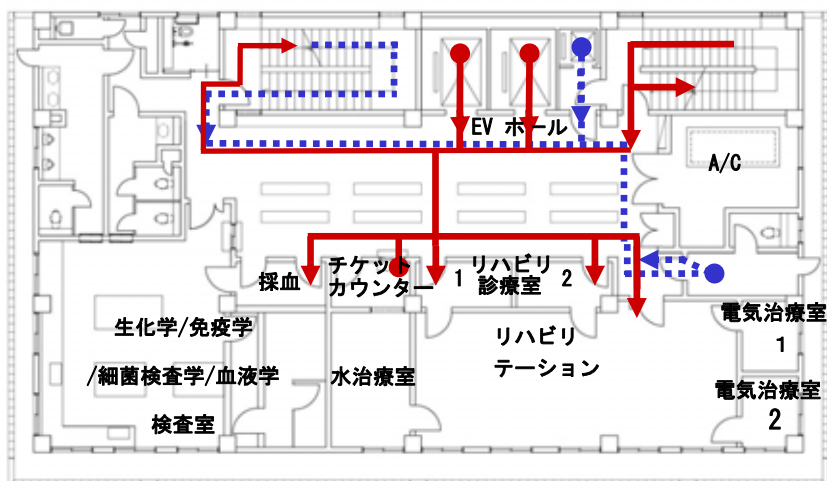 EV ホール
A/C
採血
チケット
カウンター
1
リハビリ
診療室
2
生化学/免疫学
/細菌検査学/血液学
検査室
水治療室
リハビリ
テーション
電気治療室
1
電気治療室
2